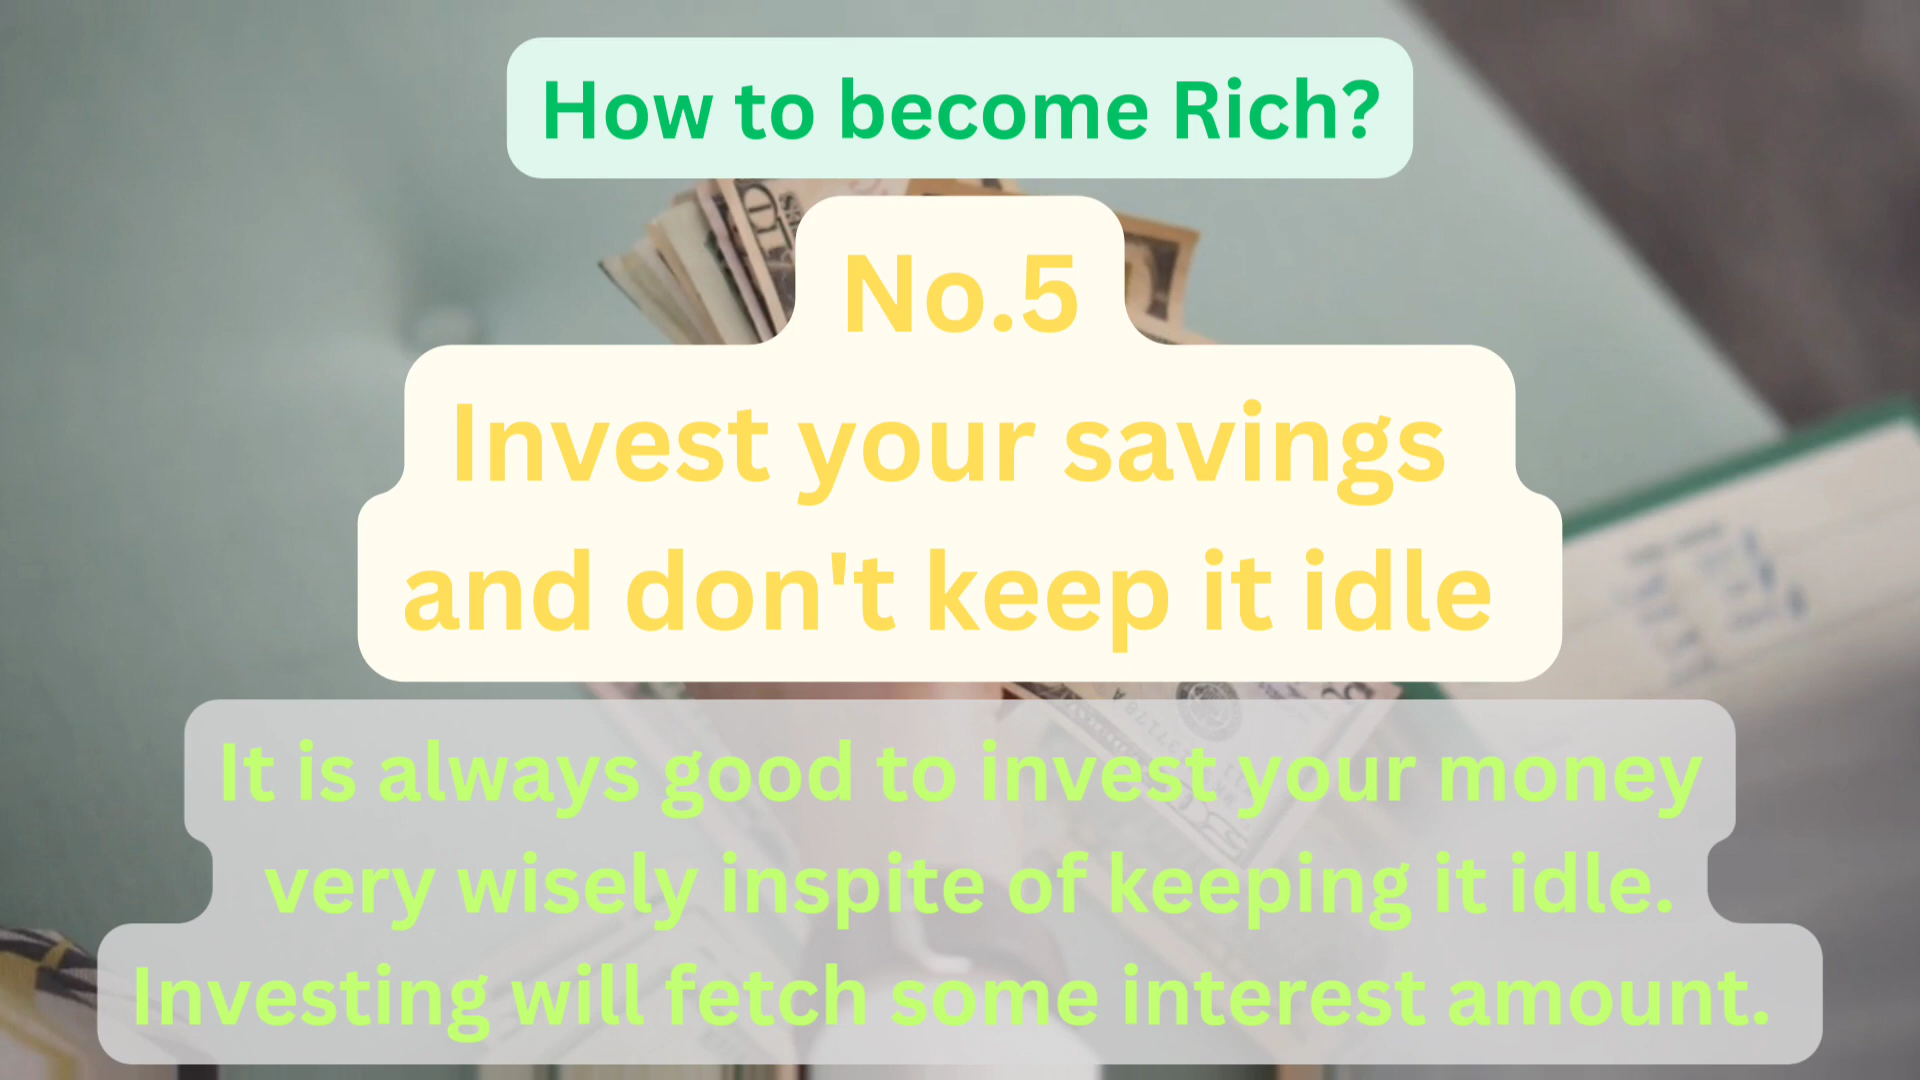 How to become Rich?
No.5
Invest your savings
and don't keep it idle
It is always good to invest your money
very wisely inspite of keeping it idle.
Investing will fetch some interest amount.